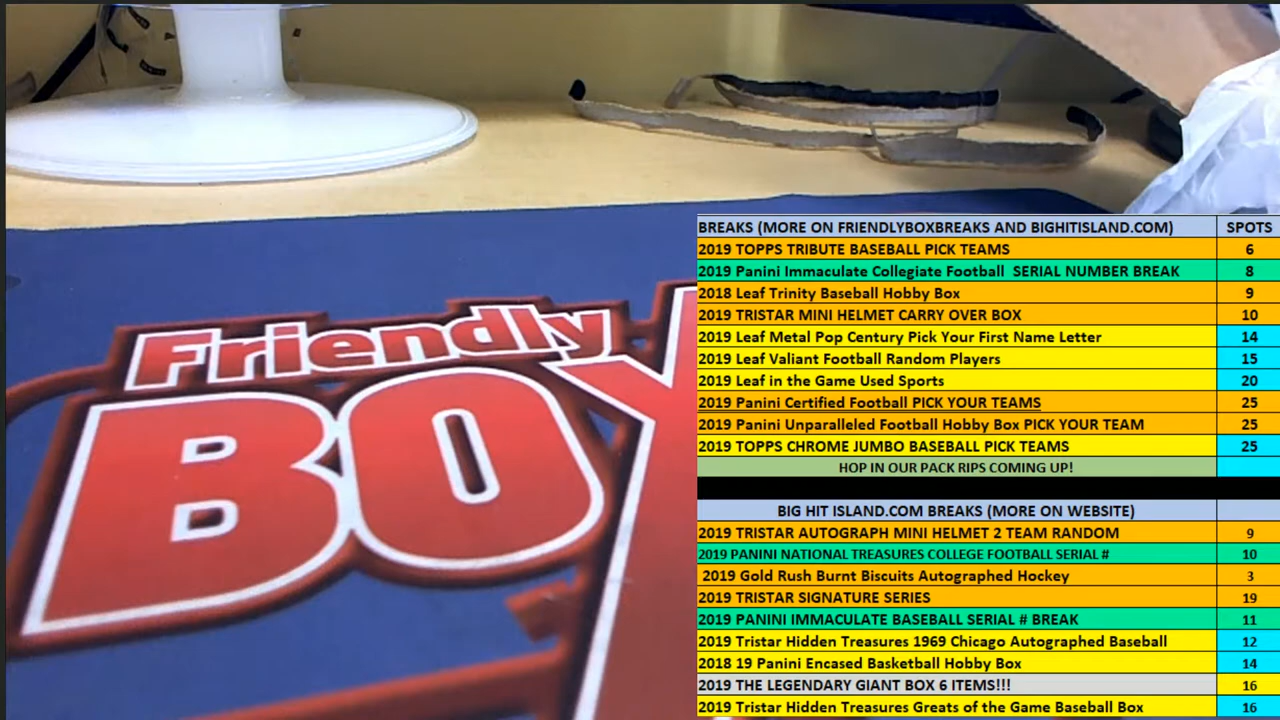 Friendly
BOX
BREAKS (MORE ON FRIENDLYBOXBREAKS AND BIGHITISLAND.COM) SPOTS
2019 TOPPS TRIBUTE BASEBALL PICK TEAMS 6
2019 Panini Immaculate Collegiate Football SERIAL NUMBER BREAK 8
2018 Leaf Trinity Baseball Hobby Box 9
2019 TRISTAR MINI HELMET CARRY OVER BOX 10
2019 Leaf Metal Pop Century Pick Your First Name Letter 14
2019 Leaf Valiant Football Random Players 15
2019 Leaf in the Game Used Sports 20
2019 Panini Certified Football PICK YOUR TEAMS 25
2019 Panini Unparalleled Football Hobby Box PICK YOUR TEAM 25
2019 TOPPS CHROME JUMBO BASEBALL PICK TEAMS 25
HOP IN OUR PACK RIPS COMING UP!
BIG HIT ISLAND.COM BREAKS (MORE ON WEBSITE)
2019 TRISTAR AUTOGRAPH MINI HELMET 2 TEAM RANDOM 9
2019 PANINI NATIONAL TREASURES COLLEGE FOOTBALL SERIAL # 10
2019 Gold Rush Burnt Biscuits Autographed Hockey 3
2019 TRISTAR SIGNATURE SERIES 19
2019 PANINI IMMACULATE BASEBALL SERIAL # BREAK 11
2019 Tristar Hidden Treasures 1969 Chicago Autographed Baseball 12
2018 19 Panini Encased Basketball Hobby Box 14
2019 THE LEGENDARY GIANT BOX 6 ITEMS!!! 16
2019 Tristar Hidden Treasures Greats of the Game Baseball Box 16